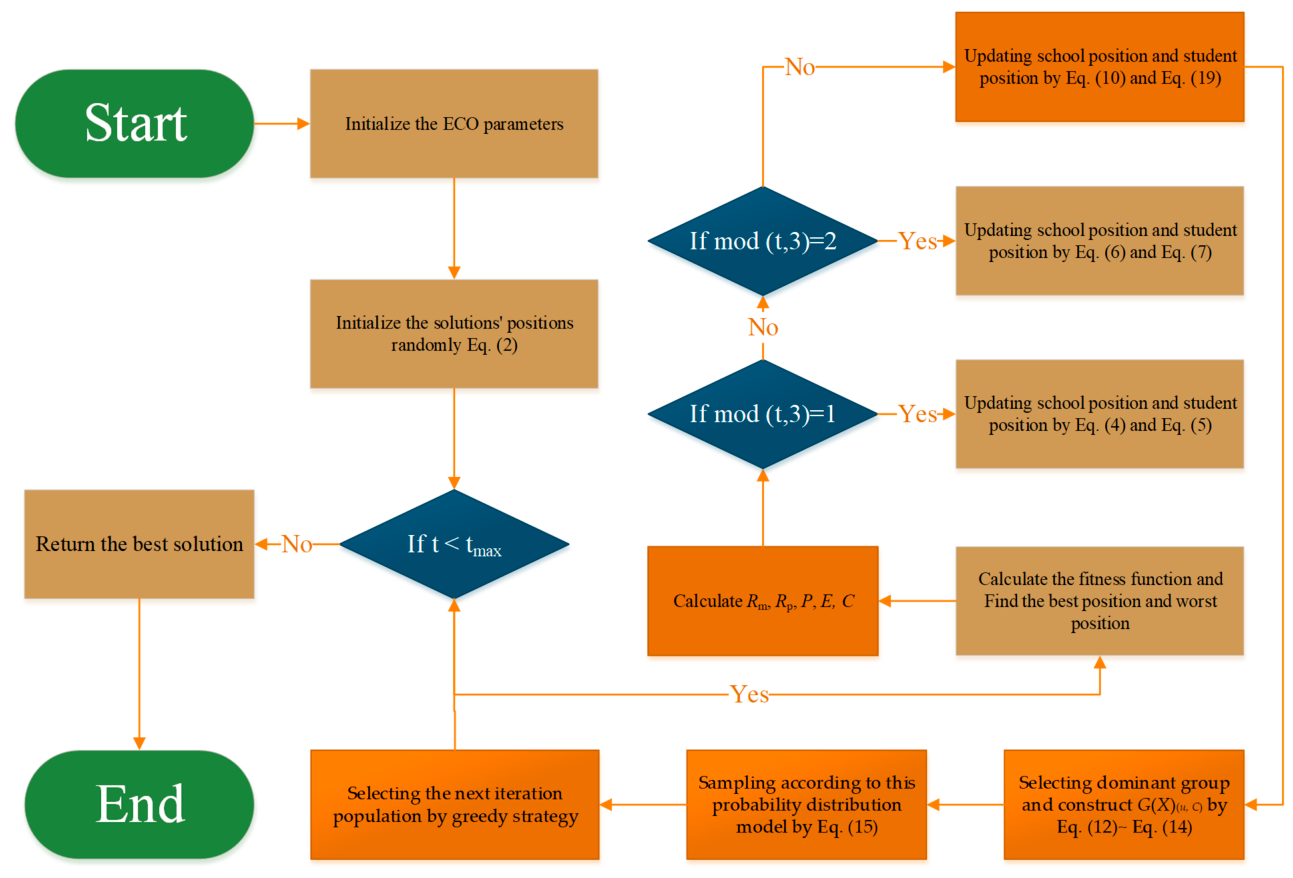 Start
Initialize the ECO parameters
Initialize the solutions' positions
randomly Eq. (2)
If t < tmax
No
Return the best solution
End
Yes
Calculate the fitness function and
Find the best position and worst
position
Calculate Rm, Rp, P, E, C
If mod (t,3)=1
Yes
Updating school position and student
position by Eq. (4) and Eq. (5)
No
If mod (t,3)=2
Yes
Updating school position and student
position by Eq. (6) and Eq. (7)
No
Updating school position and student
position by Eq. (10) and Eq. (19)
Selecting dominant group
and construct G(X)(u, C) by
Eq. (12)~ Eq. (14)
Sampling according to this
probability distribution
model by Eq. (15)
Selecting the next iteration
population by greedy strategy